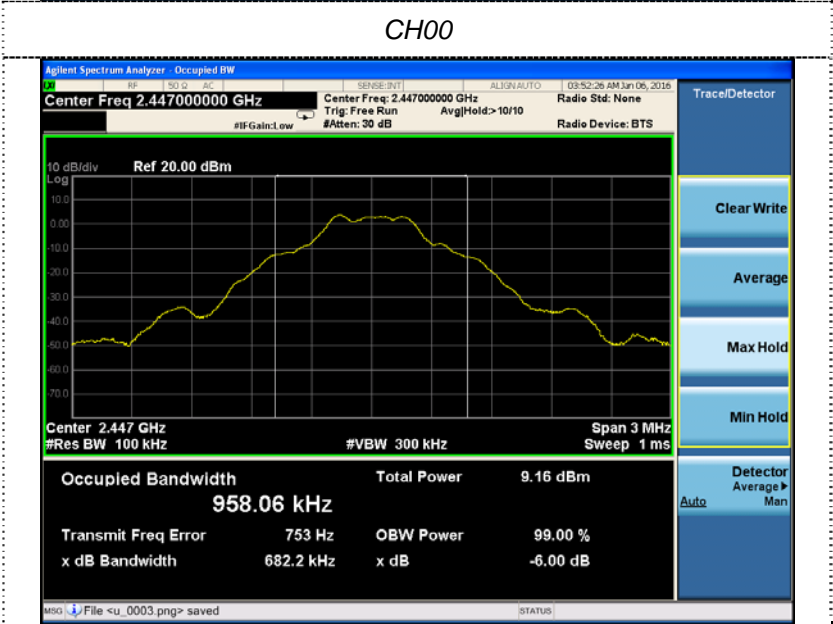 CH00
Agilent Spectrum Analyzer - Occupied BW
RF 50 Ω AC SENSE:INT ALIGN AUTO 03:52:26 AM Jan 06, 2016
Center Freq 2.447000000 GHz Center Freq: 2.447000000 GHz Radio Std: None
Trig: Free Run Avg|Hold:>10/10
#IFGain:Low #Atten: 30 dB Radio Device: BTS
10 dB/div Ref 20.00 dBm
Log
10.0
0.00
-10.0
-20.0
-30.0
-40.0
-50.0
-60.0
-70.0
Center 2.447 GHz Span 3 MHz
#Res BW 100 kHz #VBW 300 kHz Sweep 1 ms
Occupied Bandwidth Total Power 9.16 dBm
958.06 kHz
Transmit Freq Error 753 Hz OBW Power 99.00 %
x dB Bandwidth 682.2 kHz x dB -6.00 dB
MSG File <u_0003.png> saved STATUS
Trace/Detector
Clear Write
Average
Max Hold
Min Hold
Detector
Average▶
Auto Man